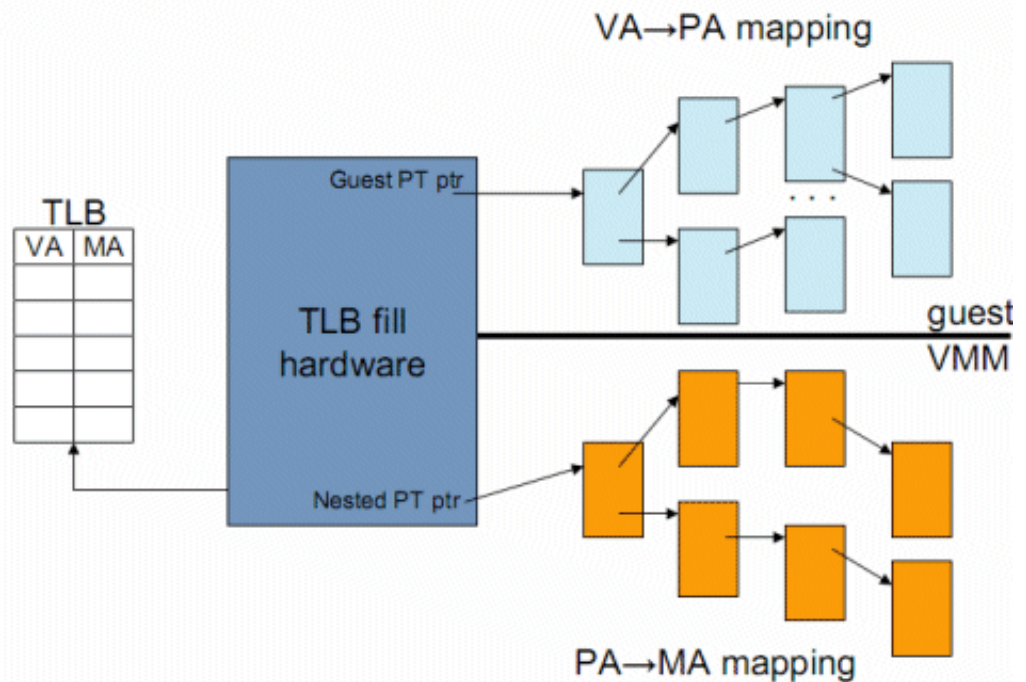 VA→PA mapping
Guest PT ptr
TLB
VA MA
. . .
TLB fill
hardware
guest
VMM
Nested PT ptr
PA→MA mapping